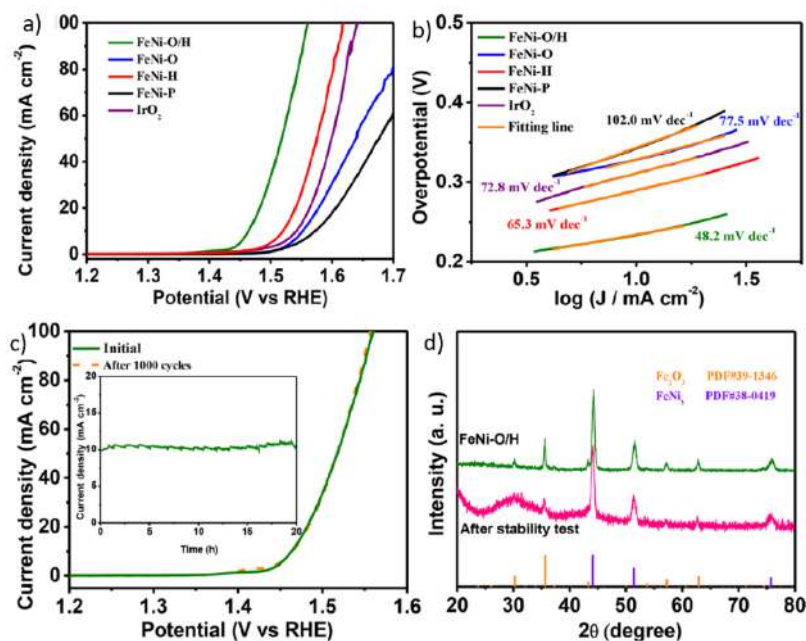 a)
FeNi-O/H
FeNi-O
FeNi-H
FeNi-P
IrO₂
Current density (mA cm⁻²)
00
80
60
40
20
0
1.2 1.3 1.4 1.5 1.6 1.7
Potential (V vs RHE)
b)
FeNi-O/H
FeNi-O
FeNi-H
FeNi-P
IrO₂
Fitting line
102.0 mV dec⁻¹
77.5 mV dec⁻¹
72.8 mV dec⁻¹
65.3 mV dec⁻¹
48.2 mV dec⁻¹
Overpotential (V)
0.5
0.4
0.3
0.2
0.5 1.0 1.5
log (J / mA cm⁻²)
c)
Initial
After 1000 cycles
Current density (mA cm⁻²)
100
80
60
40
20
0
1.2 1.3 1.4 1.5 1.6
Potential (V vs RHE)
Current density (mA cm⁻²)
20
15
10
5
0
0 5 10 15 20
Time (h)
d)
Fe₂O₃ PDF#39-1346
FeNi₃ PDF#38-0419
FeNi-O/H
After stability test
Intensity (a. u.)
20 30 40 50 60 70 80
2θ (degree)